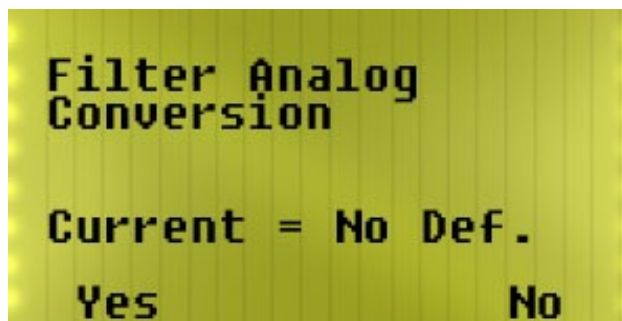 Filter Analog
Conversion
Current = No Def.
Yes No